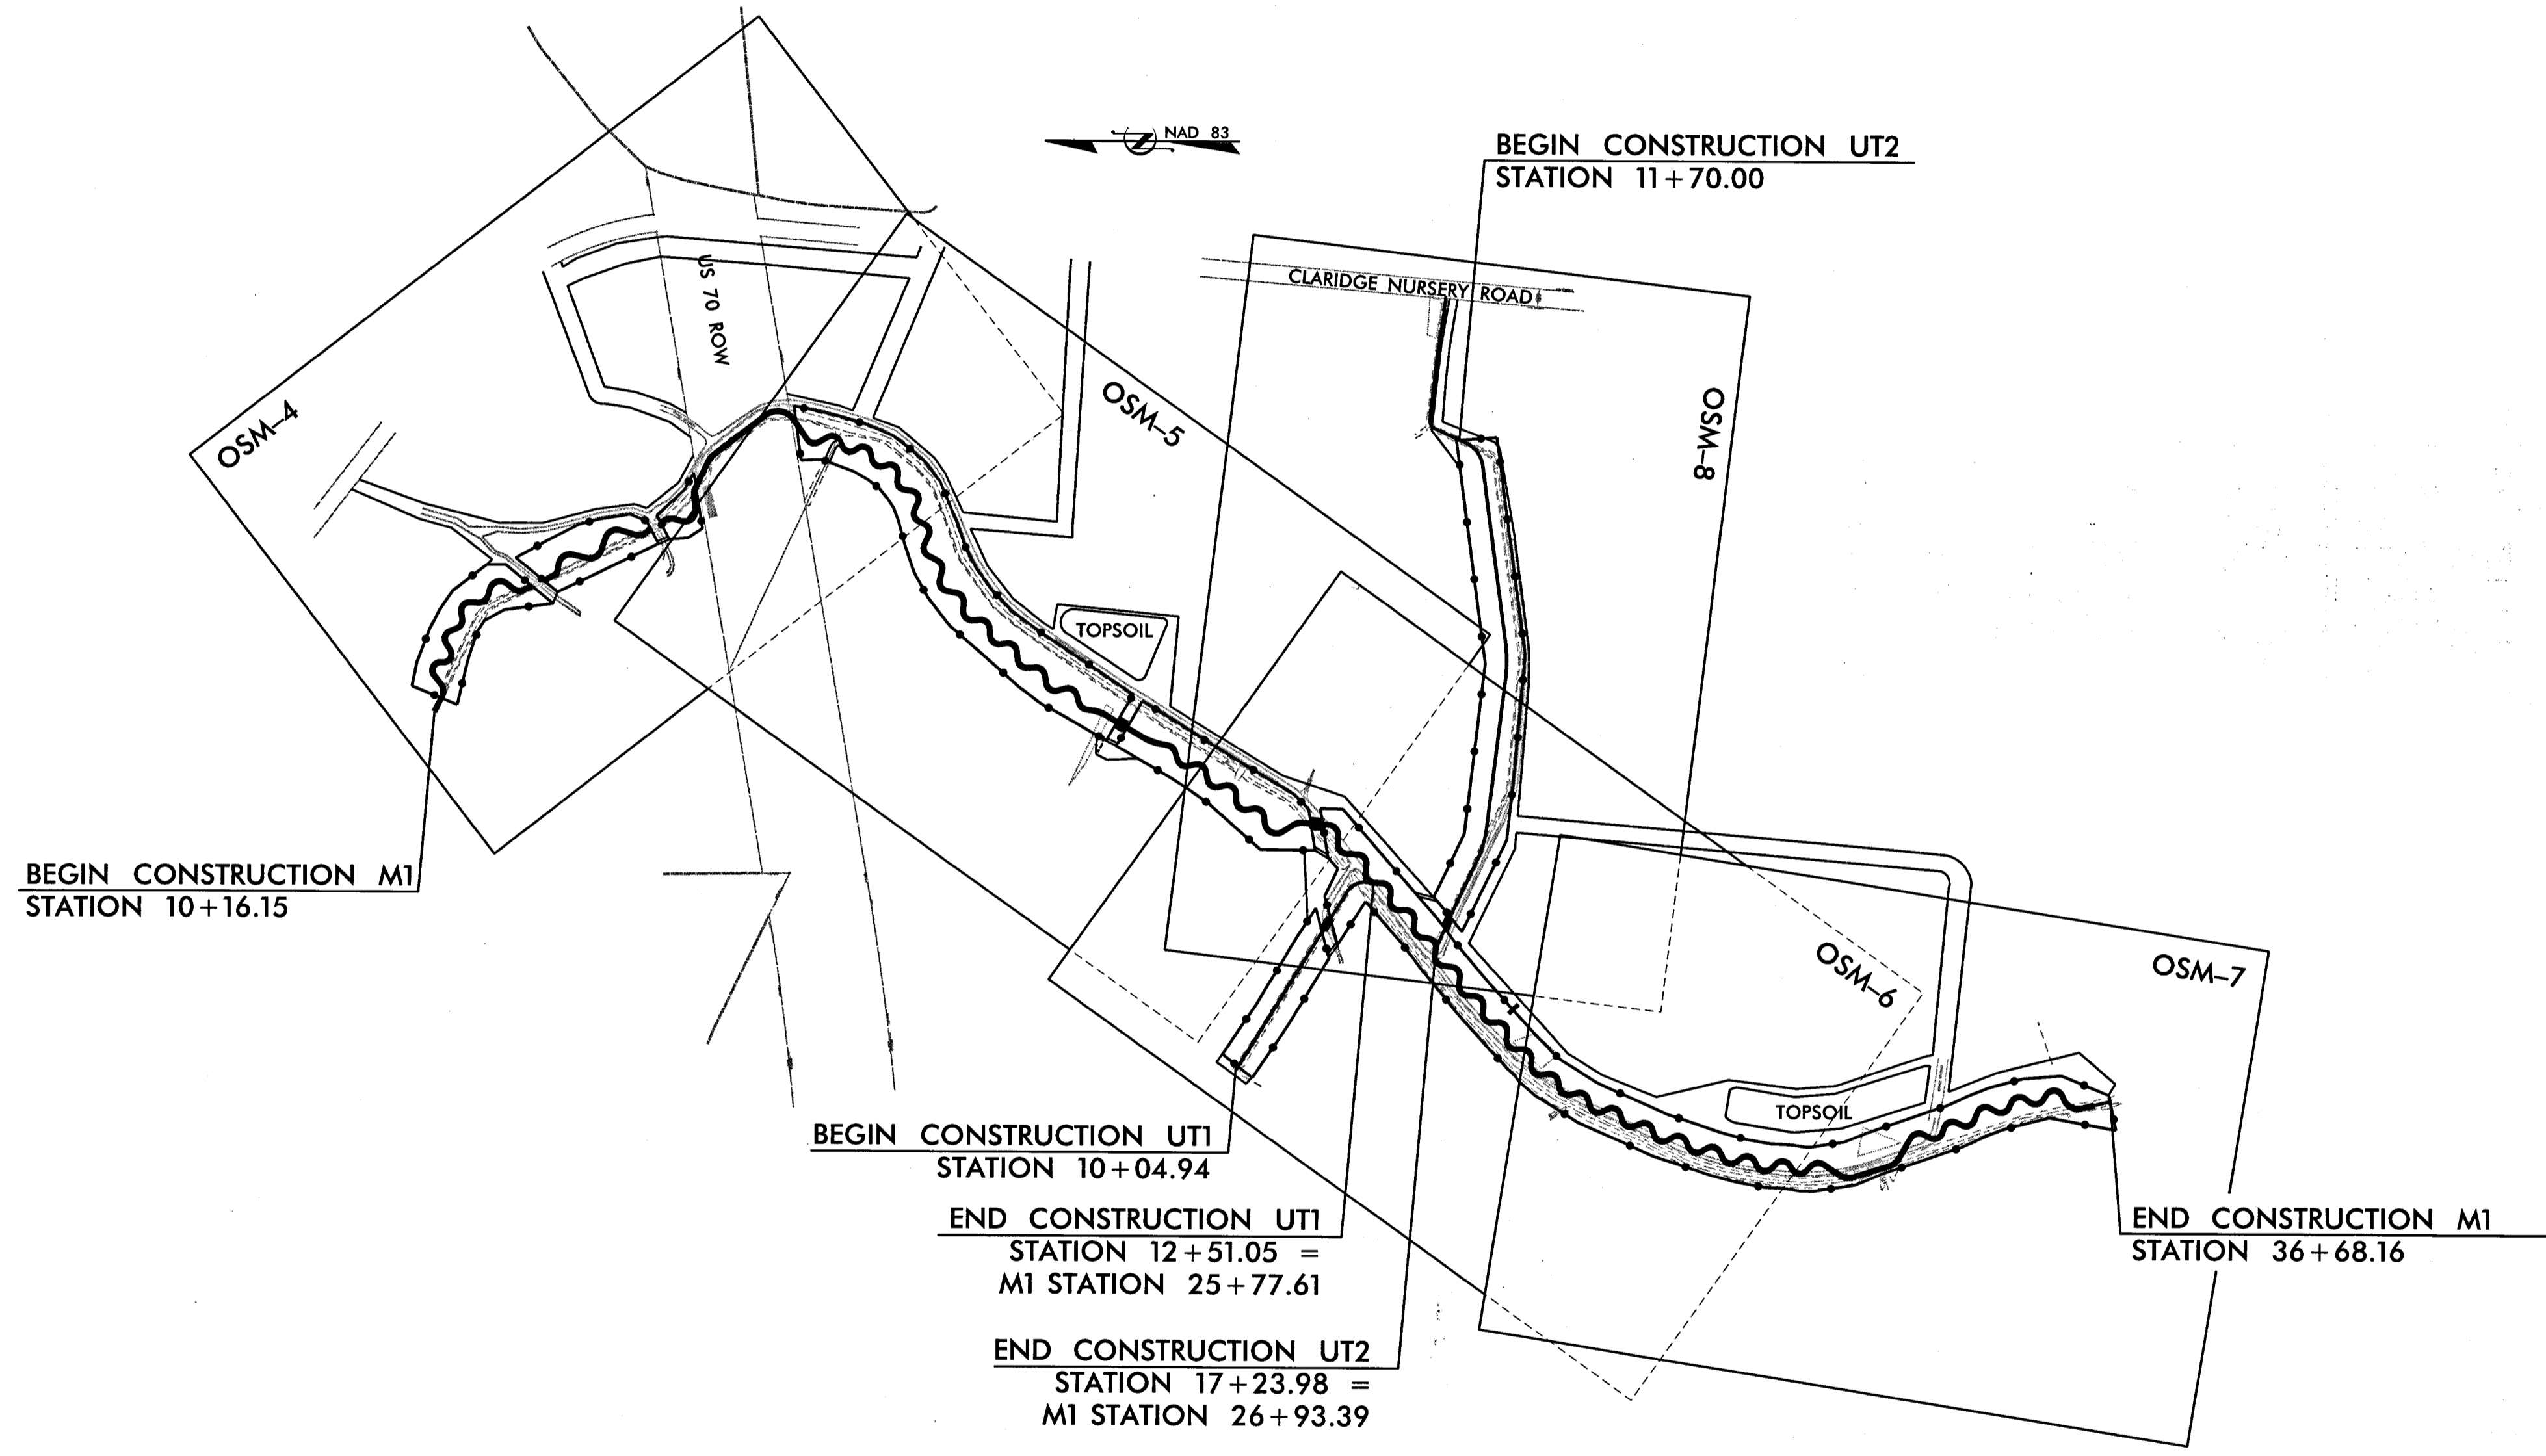 NAD 83
BEGIN CONSTRUCTION UT2
STATION 11+70.00
CLARIDGE NURSERY ROAD
US 70 ROW
OSM-4
OSM-5
OSM-8
TOPSOIL
BEGIN CONSTRUCTION M1
STATION 10+16.15
OSM-6
OSM-7
TOPSOIL
BEGIN CONSTRUCTION UT1
STATION 10+04.94
END CONSTRUCTION UT1
STATION 12+51.05 =
M1 STATION 25+77.61
END CONSTRUCTION M1
STATION 36+68.16
END CONSTRUCTION UT2
STATION 17+23.98 =
M1 STATION 26+93.39